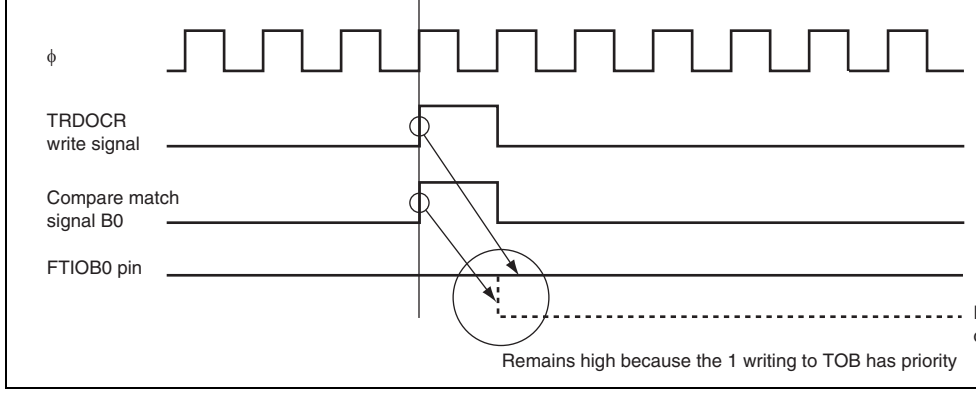 ϕ
TRDOCR
write signal
Compare match
signal B0
FTIOB0 pin
Remains high because the 1 writing to TOB has priority